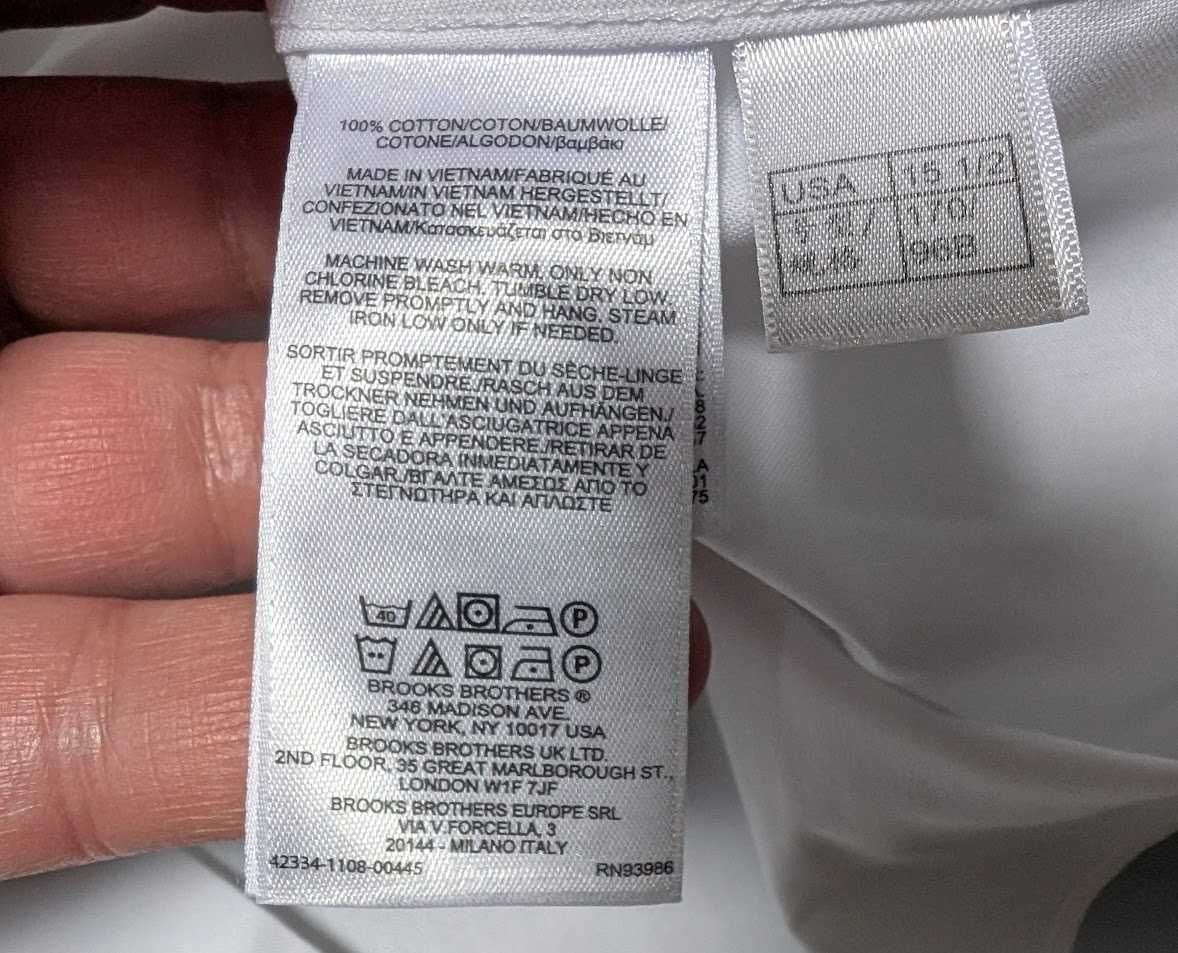 100% COTTON/COTON/BAUMWOLLE/
COTONE/ALGODON/βαμβάκι
MADE IN VIETNAM/FABRIQUÉ AU
VIETNAM/IN VIETNAM HERGESTELLT/
CONFEZIONATO NEL VIETNAM/HECHO EN
VIETNAM/Κατασκευάζεται στο Βιετνάμ
MACHINE WASH WARM. ONLY NON
CHLORINE BLEACH. TUMBLE DRY LOW.
REMOVE PROMPTLY AND HANG. STEAM
IRON LOW ONLY IF NEEDED.
SORTIR PROMPTEMENT DU SÈCHE-LINGE
ET SUSPENDRE./RASCH AUS DEM
TROCKNER NEHMEN UND AUFHÄNGEN./
TOGLIERE DALL'ASCIUGATRICE APPENA
ASCIUTTO E APPENDERE./RETIRAR DE
LA SECADORA INMEDIATAMENTE Y
COLGAR./ΒΓΑΛΤΕ ΑΜΕΣΩΣ ΑΠΟ ΤΟ
ΣΤΕΓΝΩΤΗΡΑ ΚΑΙ ΑΠΛΩΣΤΕ
40 P
P
BROOKS BROTHERS ®
346 MADISON AVE.
NEW YORK, NY 10017 USA
BROOKS BROTHERS UK LTD.
2ND FLOOR, 35 GREAT MARLBOROUGH ST.,
LONDON W1F 7JF
BROOKS BROTHERS EUROPE SRL
VIA V.FORCELLA, 3
20144 - MILANO ITALY
42334-1108-00445 RN93986
USA 15 1/2
170/
96B